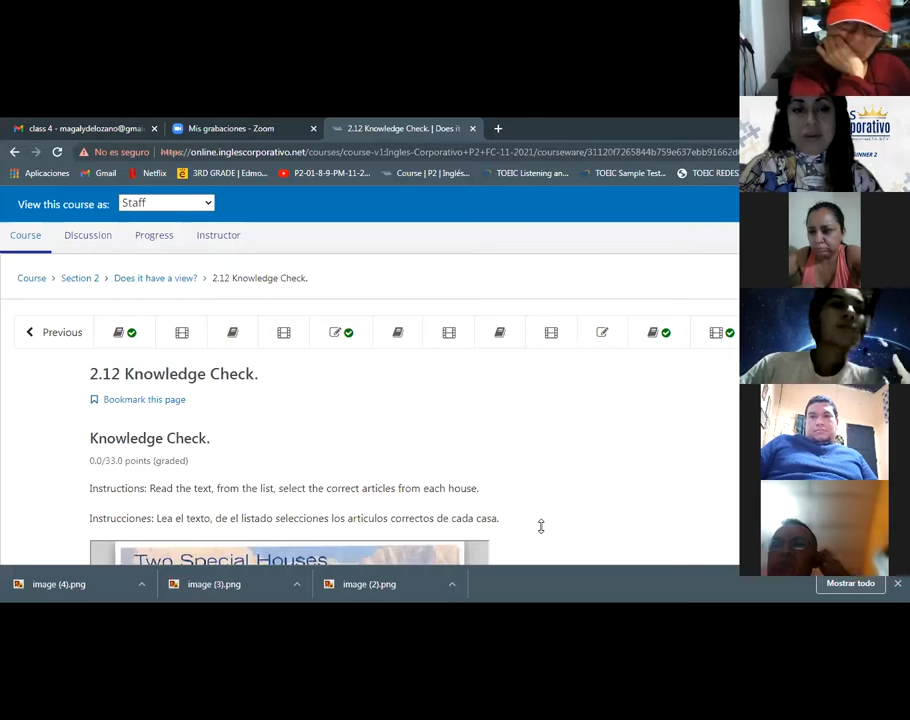 class 4 - magalydelozano@gmai
Mis grabaciones - Zoom
2.12 Knowledge Check. | Does it
No es seguro
https://online.inglescorporativo.net/courses/course-v1:Ingles-Corporativo+P2+FC-11-2021/courseware/31120f7265844b759e637ebb91662d
Aplicaciones
Gmail
Netflix
3RD GRADE | Edmo...
P2-01-8-9-PM-11-2...
Course | P2 | Inglés...
TOEIC Listening an...
TOEIC Sample Test...
TOEIC REDES
View this course as:
Staff
Course
Discussion
Progress
Instructor
Course > Section 2 > Does it have a view? > 2.12 Knowledge Check.
Previous
2.12 Knowledge Check.
Bookmark this page
Knowledge Check.
0.0/33.0 points (graded)
Instructions: Read the text, from the list, select the correct articles from each house.
Instrucciones: Lea el texto, de el listado selecciones los articulos correctos de cada casa.
Two Special Houses
image (4).png
image (3).png
image (2).png
Mostrar todo
S
orativo
INNER 2